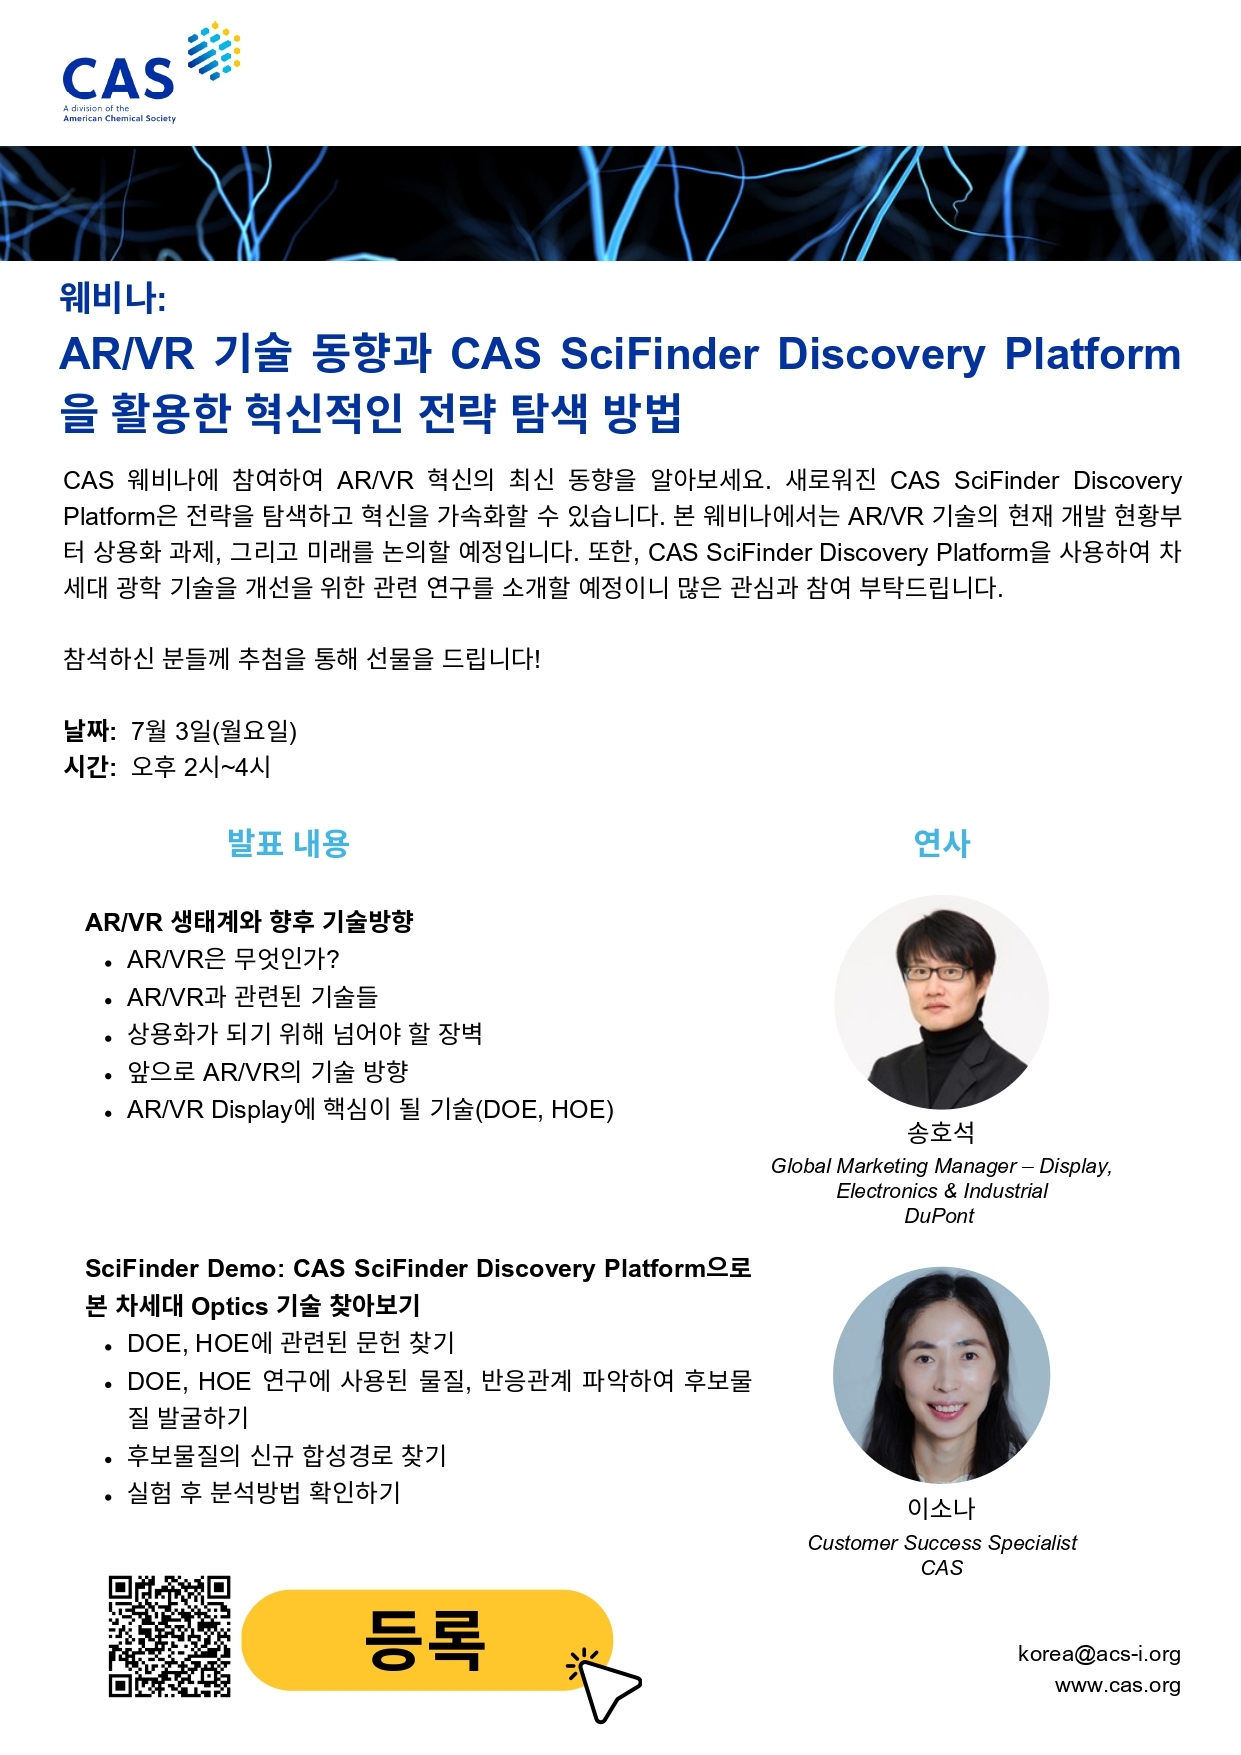 CAS
A division of the
American Chemical Society
웨비나:
AR/VR 기술 동향과 CAS SciFinder Discovery Platform
을 활용한 혁신적인 전략 탐색 방법
CAS 웨비나에 참여하여 AR/VR 혁신의 최신 동향을 알아보세요. 새로워진 CAS SciFinder Discovery
Platform은 전략을 탐색하고 혁신을 가속화할 수 있습니다. 본 웨비나에서는 AR/VR 기술의 현재 개발 현황부
터 상용화 과제, 그리고 미래를 논의할 예정입니다. 또한, CAS SciFinder Discovery Platform을 사용하여 차
세대 광학 기술을 개선을 위한 관련 연구를 소개할 예정이니 많은 관심과 참여 부탁드립니다.
참석하신 분들께 추첨을 통해 선물을 드립니다!
날짜: 7월 3일(월요일)
시간: 오후 2시~4시
발표 내용
AR/VR 생태계와 향후 기술방향
• AR/VR은 무엇인가?
• AR/VR과 관련된 기술들
• 상용화가 되기 위해 넘어야 할 장벽
• 앞으로 AR/VR의 기술 방향
• AR/VR Display에 핵심이 될 기술(DOE, HOE)
연사
송호석
Global Marketing Manager – Display,
Electronics & Industrial
DuPont
SciFinder Demo: CAS SciFinder Discovery Platform으로
본 차세대 Optics 기술 찾아보기
• DOE, HOE에 관련된 문헌 찾기
• DOE, HOE 연구에 사용된 물질, 반응관계 파악하여 후보물
질 발굴하기
• 후보물질의 신규 합성경로 찾기
• 실험 후 분석방법 확인하기
이소나
Customer Success Specialist
CAS
등록
korea@acs-i.org
www.cas.org